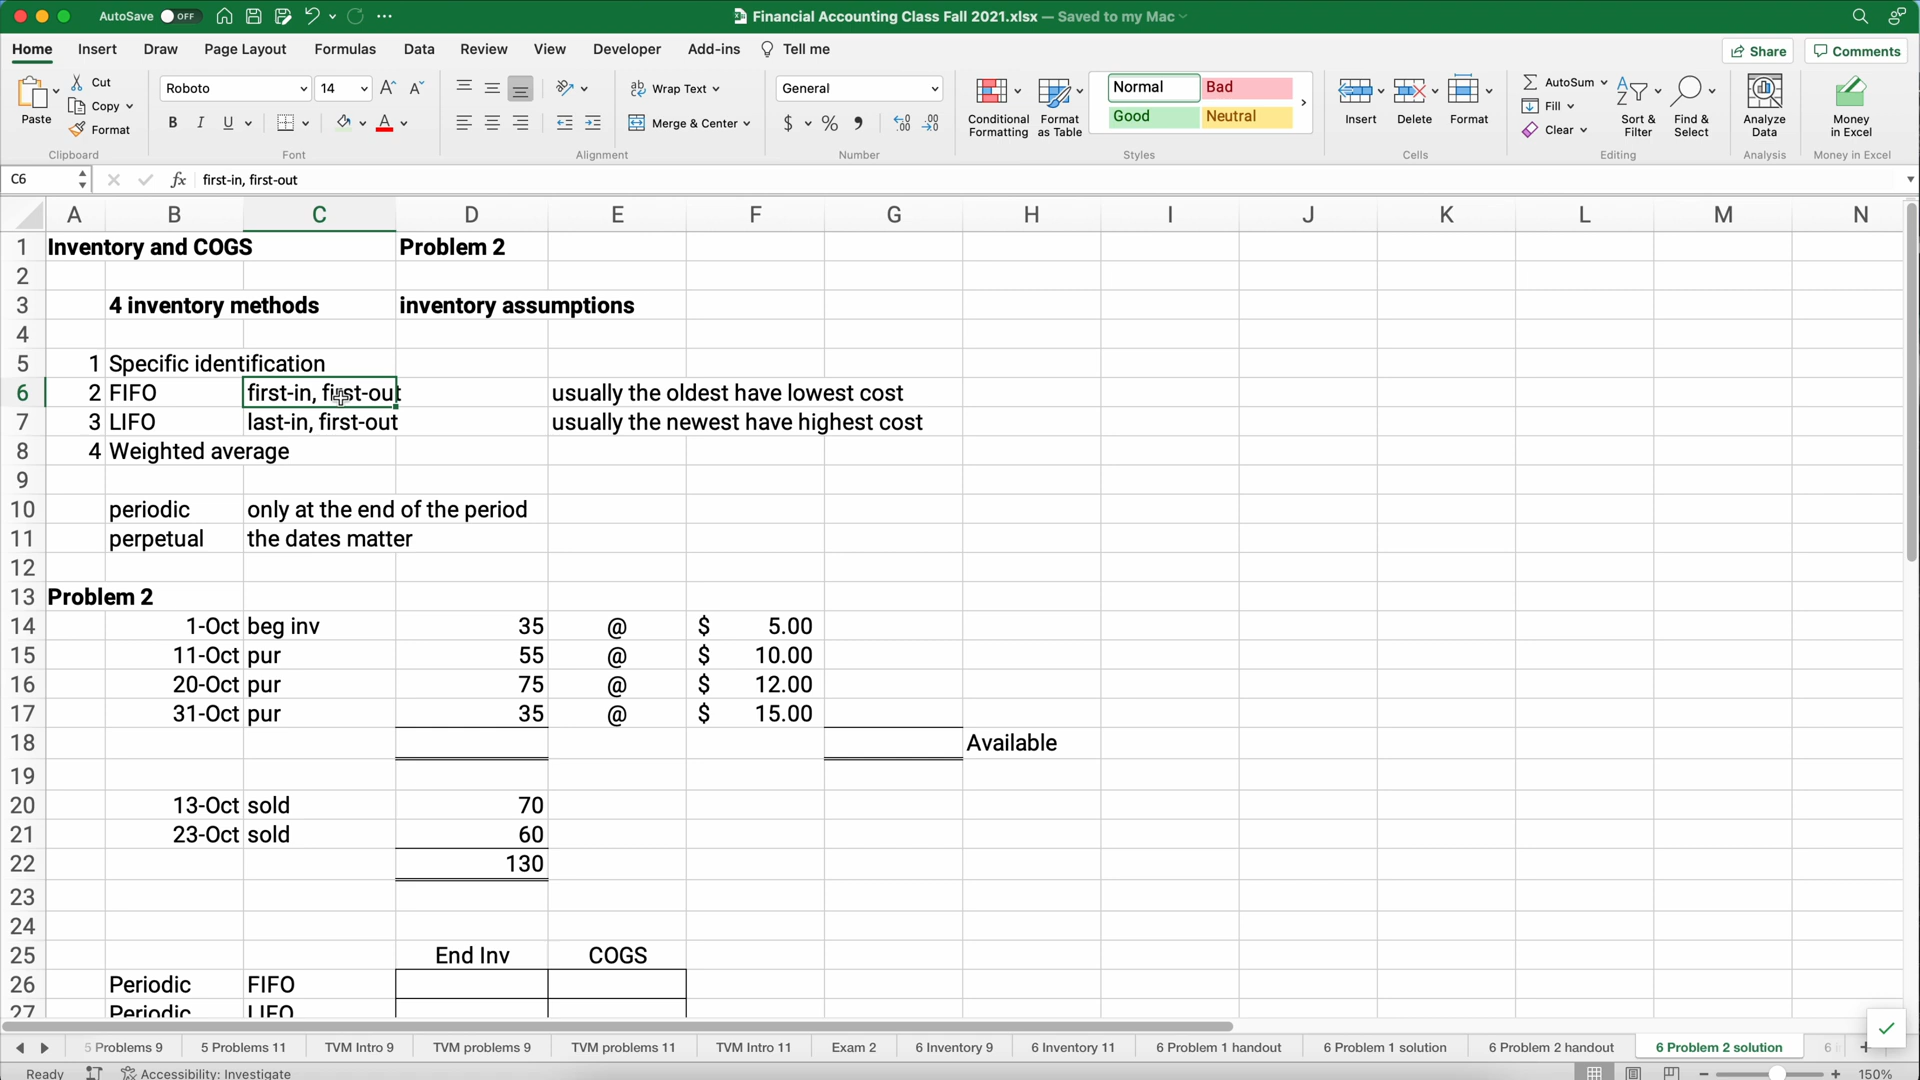 AutoSave OFF
Financial Accounting Class Fall 2021.xlsx — Saved to my Mac
Home Insert Draw Page Layout Formulas Data Review View Developer Add-ins Tell me Share Comments
Paste Cut Copy Format
Roboto 14
B I U A
Wrap Text
Merge & Center
General
$ % 9
Conditional Formatting
Format as Table
Normal Bad
Good Neutral
Insert Delete Format
AutoSum
Fill
Clear
Sort & Filter
Find & Select
Analyze Data
Money in Excel
Clipboard Font Alignment Number Styles Cells Editing Analysis Money in Excel
C6 fx first-in, first-out
A B C D E F G H I J K L M N
1 Inventory and COGS Problem 2
2
3 4 inventory methods inventory assumptions
4
5 1 Specific identification
6 2 FIFO first-in, first-out usually the oldest have lowest cost
7 3 LIFO last-in, first-out usually the newest have highest cost
8 4 Weighted average
9
10 periodic only at the end of the period
11 perpetual the dates matter
12
13 Problem 2
14 1-Oct beg inv 35 @ $ 5.00
15 11-Oct pur 55 @ $ 10.00
16 20-Oct pur 75 @ $ 12.00
17 31-Oct pur 35 @ $ 15.00
18 Available
19
20 13-Oct sold 70
21 23-Oct sold 60
22 130
23
24
25 End Inv COGS
26 Periodic FIFO
27 Periodic LIFO
5 Problems 9 5 Problems 11 TVM Intro 9 TVM problems 9 TVM problems 11 TVM Intro 11 Exam 2 6 Inventory 9 6 Inventory 11 6 Problem 1 handout 6 Problem 1 solution 6 Problem 2 handout 6 Problem 2 solution 6
Ready Accessibility: Investigate 150%